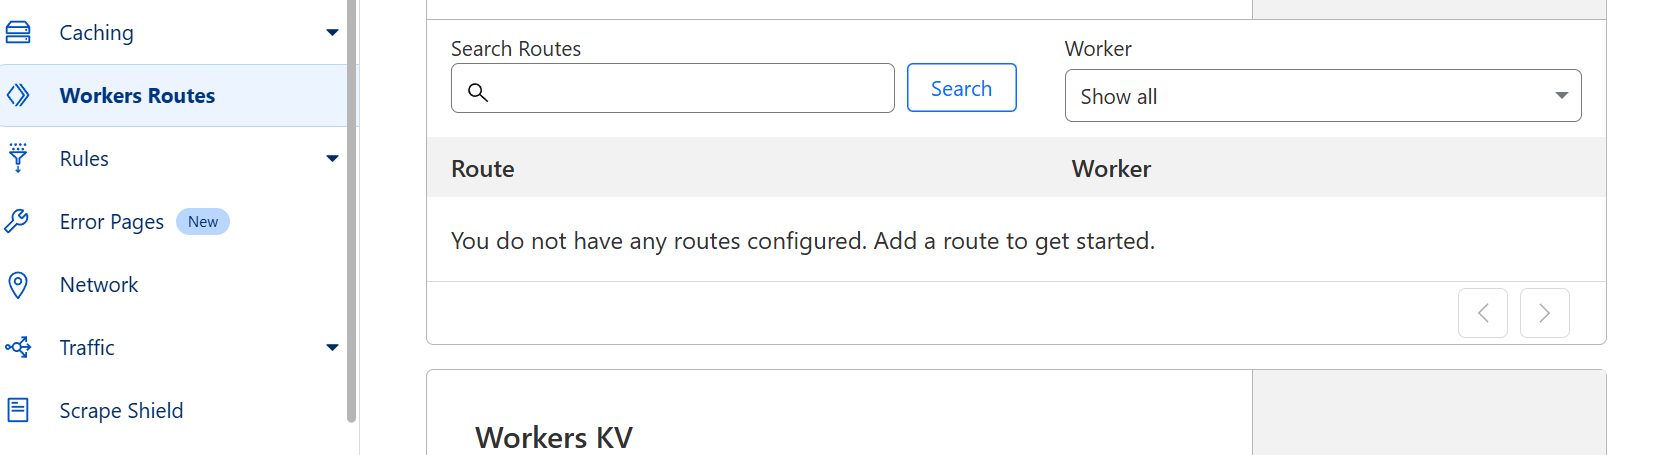 Caching
Workers Routes
Rules
Error Pages New
Network
Traffic
Scrape Shield
Search Routes
Search
Worker
Show all
Route Worker
You do not have any routes configured. Add a route to get started.
Workers KV